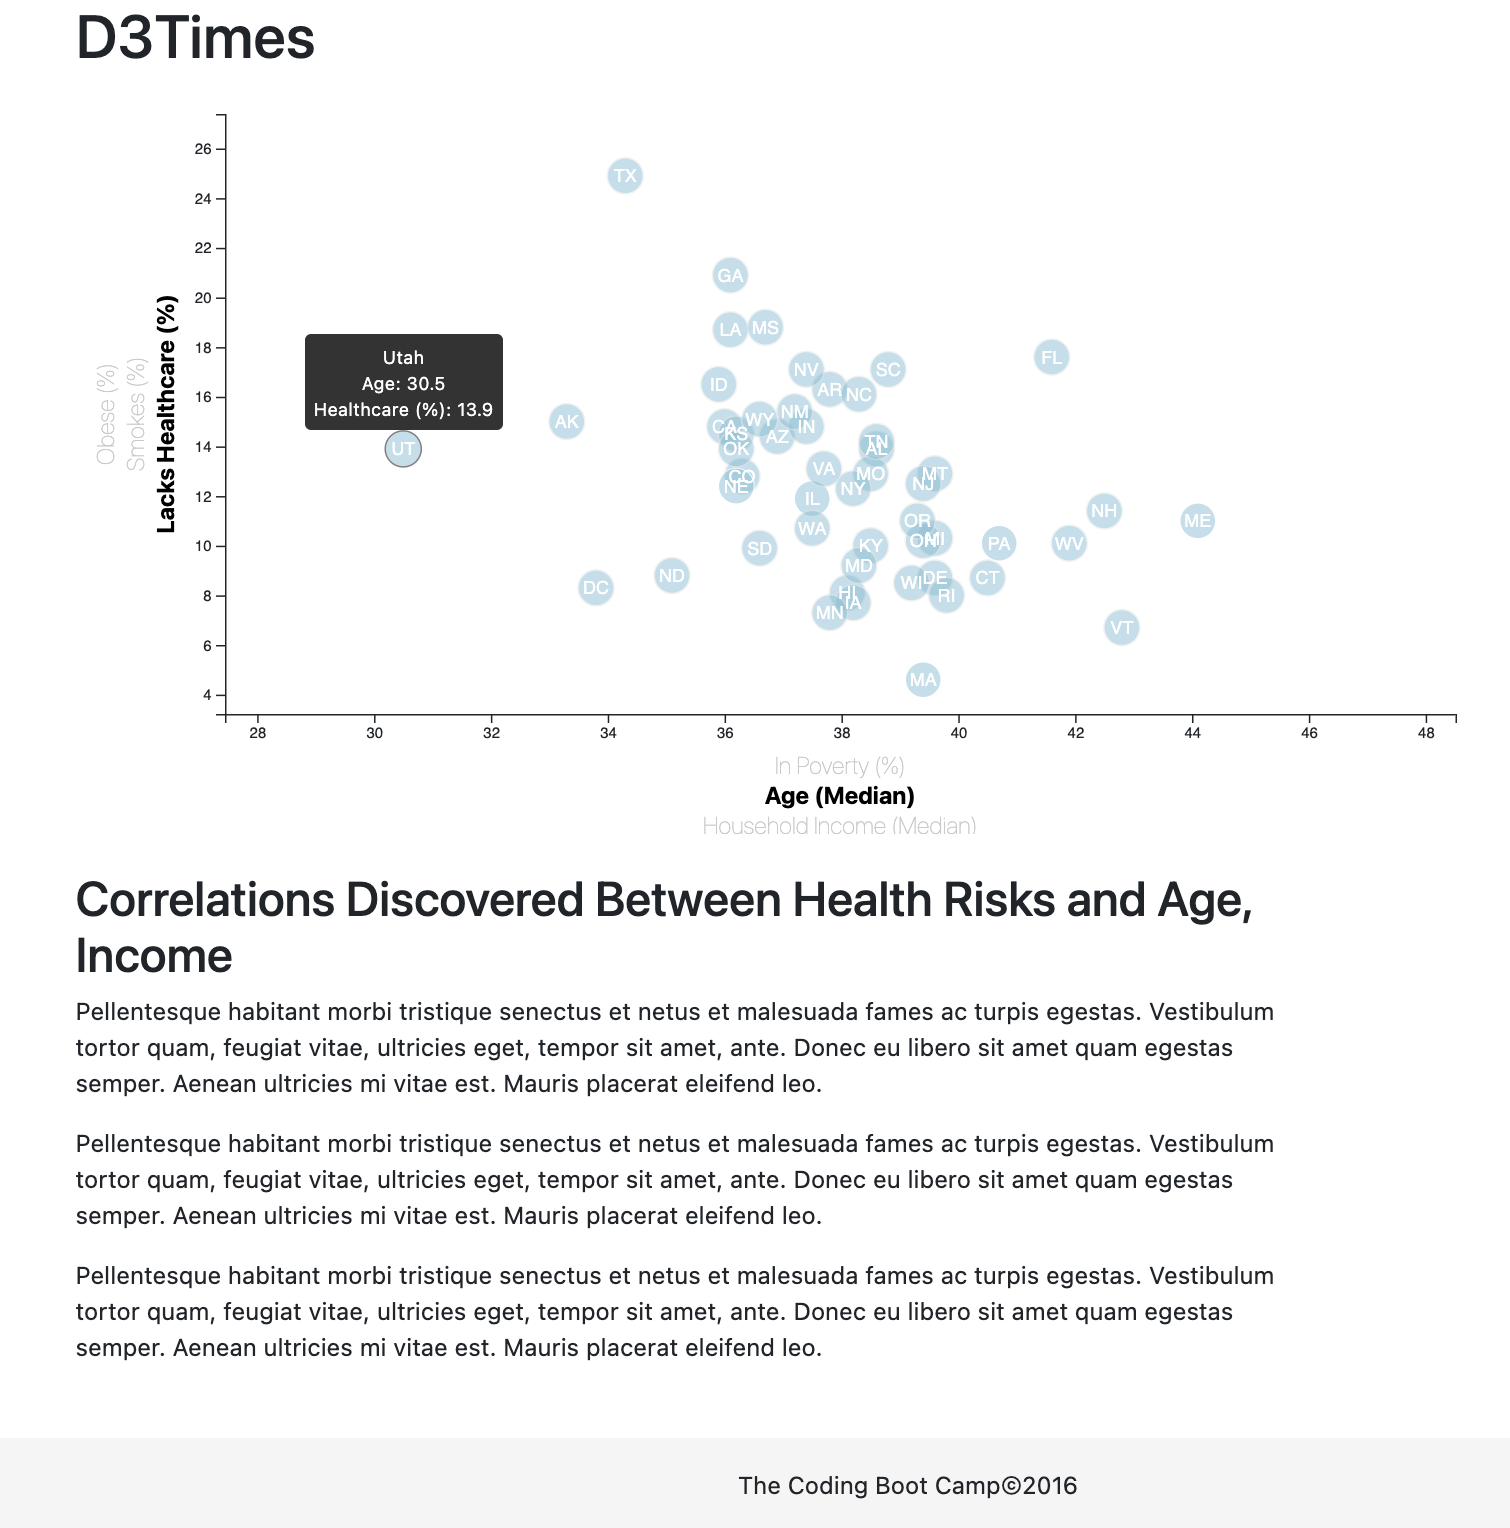 D3Times
26
24
22
20
18
16
14
12
10
8
6
4
Obese (%)
Smokes (%)
Lacks Healthcare (%)
Utah
Age: 30.5
Healthcare (%): 13.9
TX
GA
LA
MS
FL
NV
SC
ID
AR
NC
NM
WY
CA
IN
AK
KS
AZ
TN
UT
OK
AL
VA
MO
MT
CO
NE
NY
NJ
IL
NH
ME
OR
WA
OH
MI
PA
WV
SD
KY
MD
ND
DE
CT
WI
DC
HI
RI
IA
MN
VT
MA
28
30
32
34
36
38
40
42
44
46
48
In Poverty (%)
Age (Median)
Household Income (Median)
Correlations Discovered Between Health Risks and Age,
Income
Pellentesque habitant morbi tristique senectus et netus et malesuada fames ac turpis egestas. Vestibulum
tortor quam, feugiat vitae, ultricies eget, tempor sit amet, ante. Donec eu libero sit amet quam egestas
semper. Aenean ultricies mi vitae est. Mauris placerat eleifend leo.
Pellentesque habitant morbi tristique senectus et netus et malesuada fames ac turpis egestas. Vestibulum
tortor quam, feugiat vitae, ultricies eget, tempor sit amet, ante. Donec eu libero sit amet quam egestas
semper. Aenean ultricies mi vitae est. Mauris placerat eleifend leo.
Pellentesque habitant morbi tristique senectus et netus et malesuada fames ac turpis egestas. Vestibulum
tortor quam, feugiat vitae, ultricies eget, tempor sit amet, ante. Donec eu libero sit amet quam egestas
semper. Aenean ultricies mi vitae est. Mauris placerat eleifend leo.
The Coding Boot Camp©2016